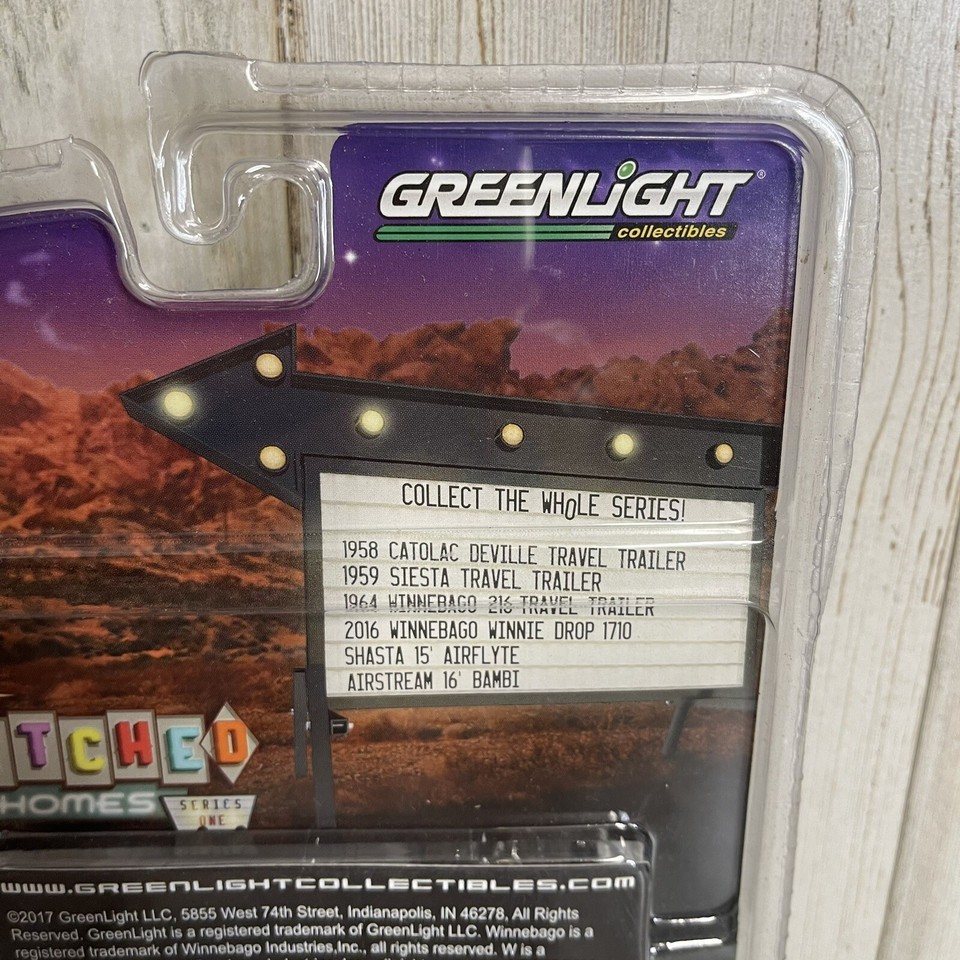 GREENLiGHT®
collectibles
COLLECT THE WHOLE SERIES!
1958 CATOLAC DEVILLE TRAVEL TRAILER
1959 SIESTA TRAVEL TRAILER
1964 WINNEBAGO 216 TRAVEL TRAILER
2016 WINNEBAGO WINNIE DROP 1710
SHASTA 15' AIRFLYTE
AIRSTREAM 16' BAMBI
TCHED
HOMES
SERIES
ONE
WWW.GREENLIGHTCOLLECTIBLES.COM
©2017 GreenLight LLC, 5855 West 74th Street, Indianapolis, IN 46278, All Rights
Reserved. GreenLight is a registered trademark of GreenLight LLC. Winnebago is a
registered trademark of Winnebago Industries,Inc., all rights reserved. W is a